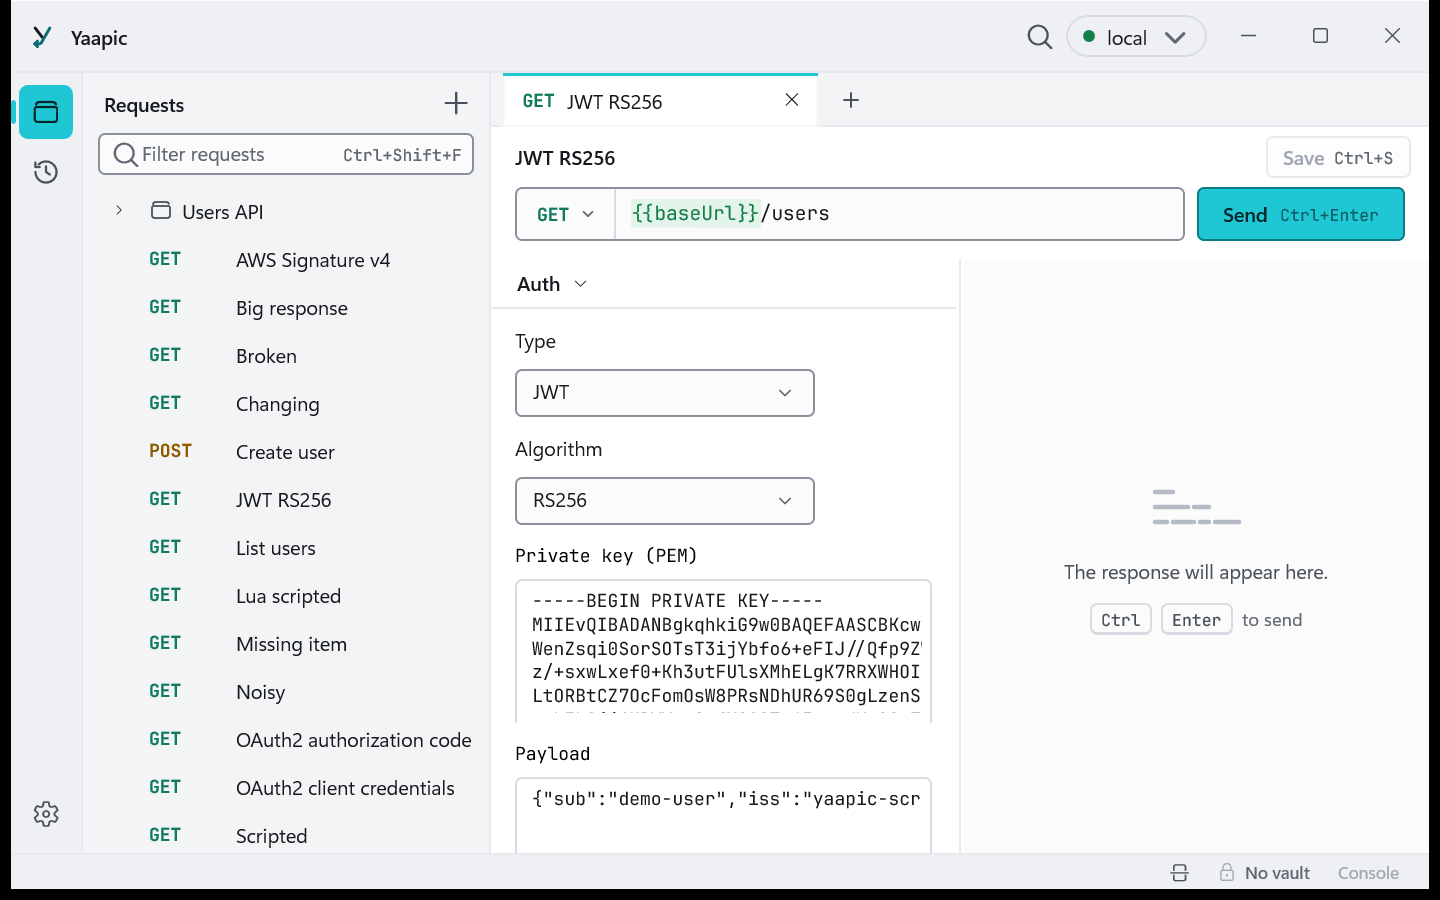 Yaapic
local
Requests
Filter requests Ctrl+Shift+F
Users API
GET AWS Signature v4
GET Big response
GET Broken
GET Changing
POST Create user
GET JWT RS256
GET List users
GET Lua scripted
GET Missing item
GET Noisy
GET OAuth2 authorization code
GET OAuth2 client credentials
GET Scripted
GET JWT RS256
JWT RS256
Save Ctrl+S
GET {{baseUrl}}/users
Send Ctrl+Enter
Auth
Type
JWT
Algorithm
RS256
Private key (PEM)
-----BEGIN PRIVATE KEY-----
MIIEvQIBADANBgkqhkiG9w0BAQEFAASCBKcw
WenZsqi0SorSOTsT3ijYbfo6+eFIJ//Qfp9Z
z/+sxwLxef0+Kh3utFUlsXMhELgK7RRXWHOI
LtORBtCZ7OcFomOsW8PRsNDhUR69S0gLzenS
Payload
{"sub":"demo-user","iss":"yaapic-scr
The response will appear here.
Ctrl Enter to send
No vault
Console